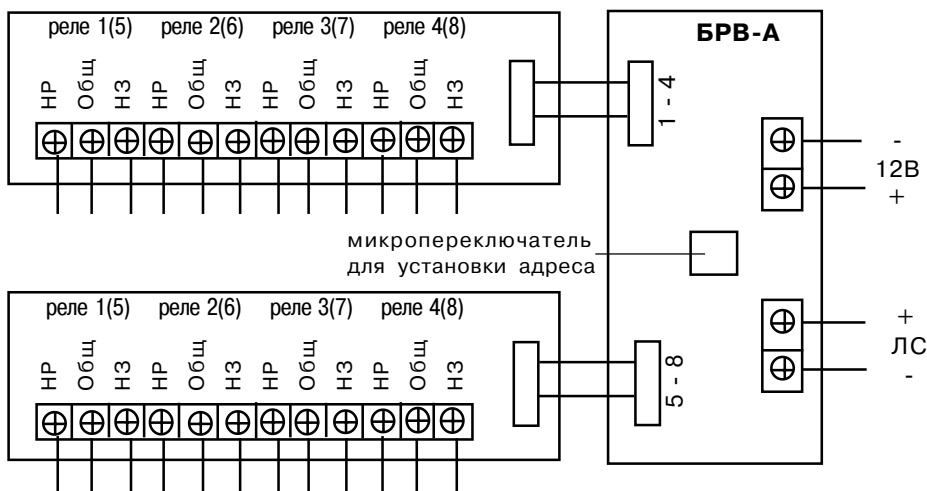 реле 1(5) реле 2(6) реле 3(7) реле 4(8)
НР Общ НЗ НР Общ НЗ НР Общ НЗ НР Общ НЗ
1 - 4
БРВ-А
-
12В
+
микропереключатель
для установки адреса
реле 1(5) реле 2(6) реле 3(7) реле 4(8)
НР Общ НЗ НР Общ НЗ НР Общ НЗ НР Общ НЗ
5 - 8
+
ЛС
-